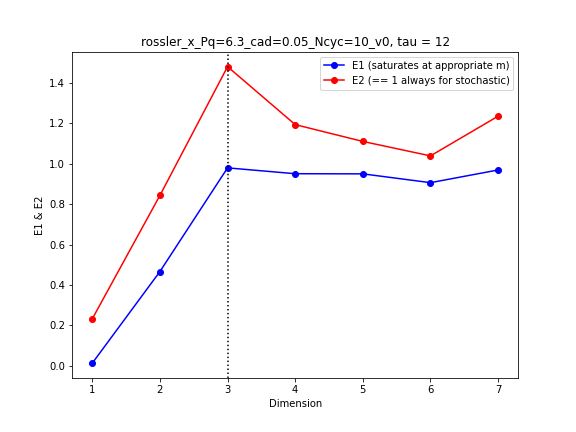 rossler_x_Pq=6.3_cad=0.05_Ncyc=10_v0, tau = 12
E1 (saturates at appropriate m)
E2 (== 1 always for stochastic)
E1 & E2
1.4
1.2
1.0
0.8
0.6
0.4
0.2
0.0
1 2 3 4 5 6 7
Dimension